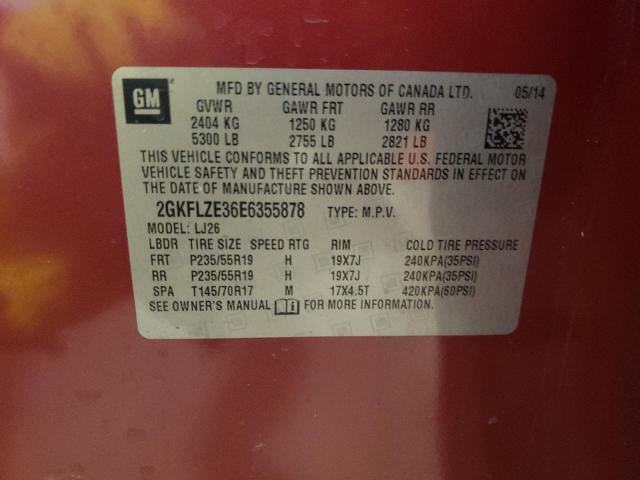 GM
MFD BY GENERAL MOTORS OF CANADA LTD. 05/14
GVWR GAWR FRT GAWR RR
2404 KG 1250 KG 1280 KG
5300 LB 2755 LB 2821 LB
THIS VEHICLE CONFORMS TO ALL APPLICABLE U.S. FEDERAL MOTOR
VEHICLE SAFETY AND THEFT PREVENTION STANDARDS IN EFFECT ON
THE DATE OF MANUFACTURE SHOWN ABOVE.
2GKFLZE36E6355878 TYPE: M.P.V.
MODEL: LJ26
LBDR TIRE SIZE SPEED RTG RIM COLD TIRE PRESSURE
FRT P235/55R19 H 19X7J 240KPA(35PSI)
RR P235/55R19 H 19X7J 240KPA(35PSI)
SPA T145/70R17 M 17X4.5T 420KPA(60PSI)
SEE OWNER'S MANUAL FOR MORE INFORMATION.